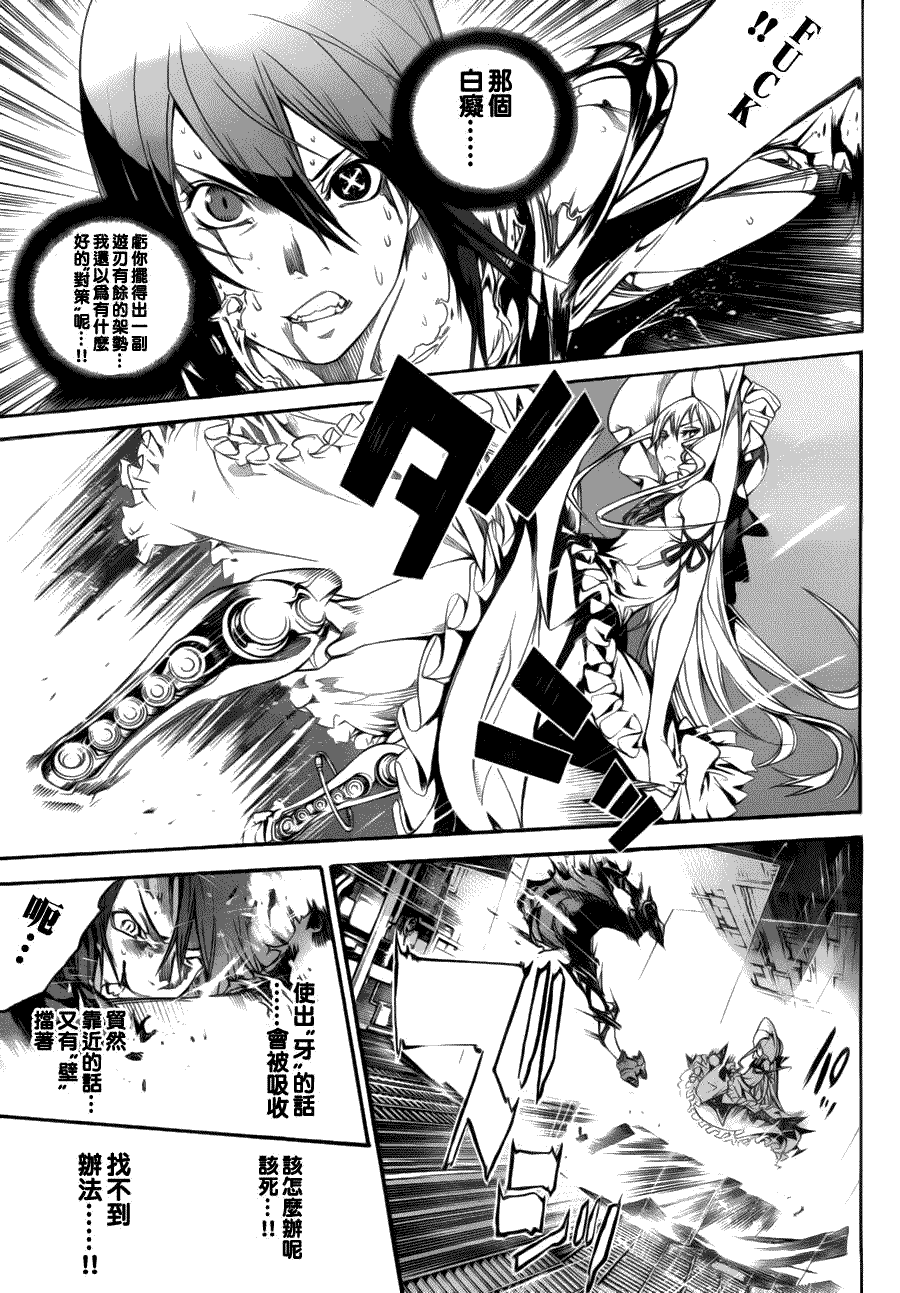 FUCK
!!
那個
白癡……
虧你擺得出一副
遊刃有餘的架勢…
我還以為有什麼
好的"對策"呢…!!
ダン
呃……
使出"牙"的話
……會被吸收
貿然
靠近的話…
又有"壁"
擋著
該怎麼辦呢
該死…!!
找不到
辦法……!!